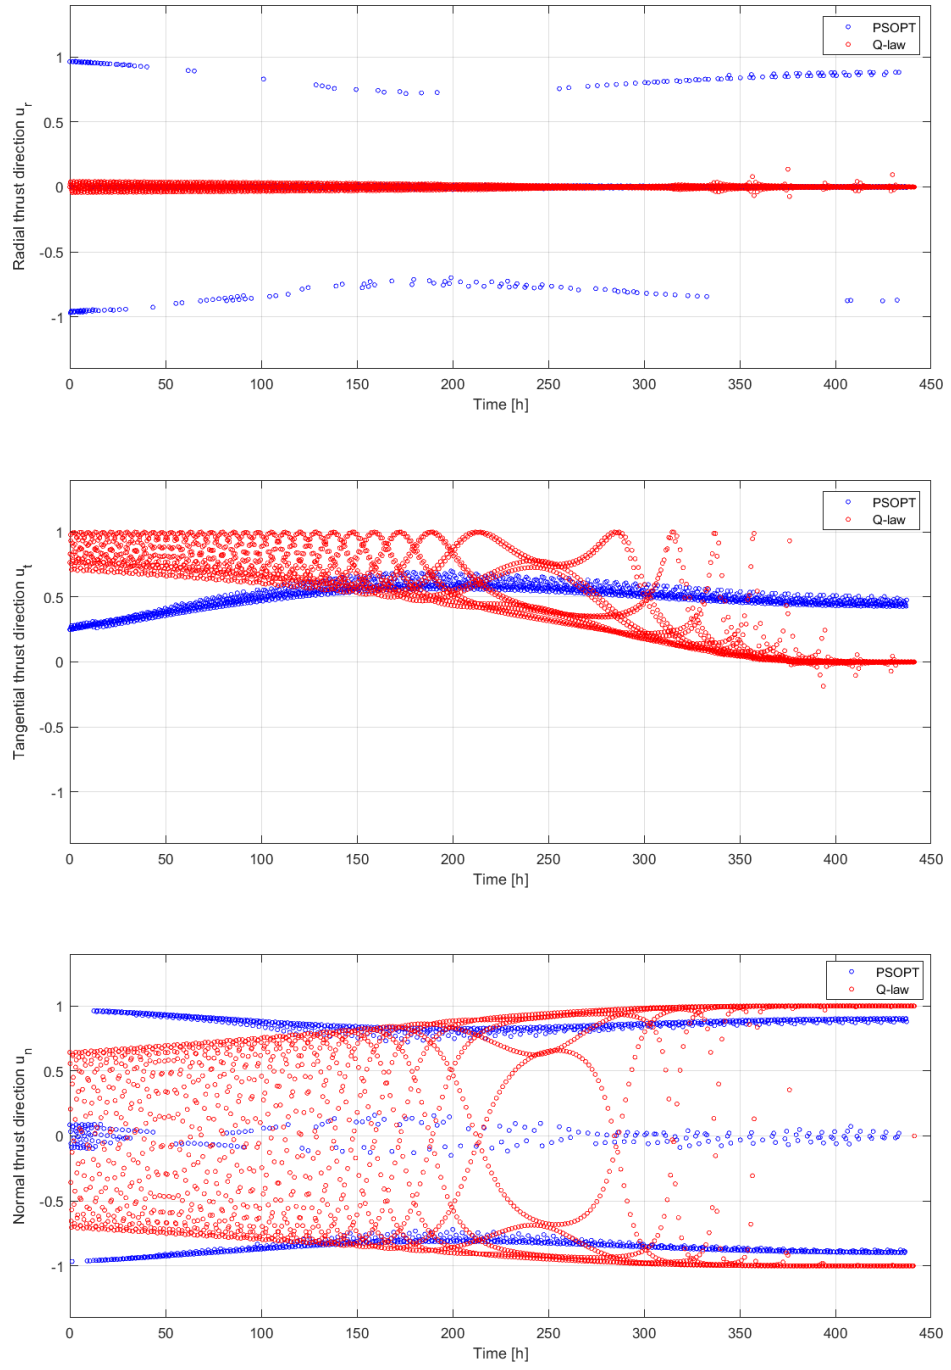 PSOPT
Q-law
1
0.5
0
-0.5
-1
Radial thrust direction u_r
0 50 100 150 200 250 300 350 400 450
Time [h]
PSOPT
Q-law
1
0.5
0
-0.5
-1
Tangential thrust direction u_t
0 50 100 150 200 250 300 350 400 450
Time [h]
PSOPT
Q-law
1
0.5
0
-0.5
-1
Normal thrust direction u_n
0 50 100 150 200 250 300 350 400 450
Time [h]